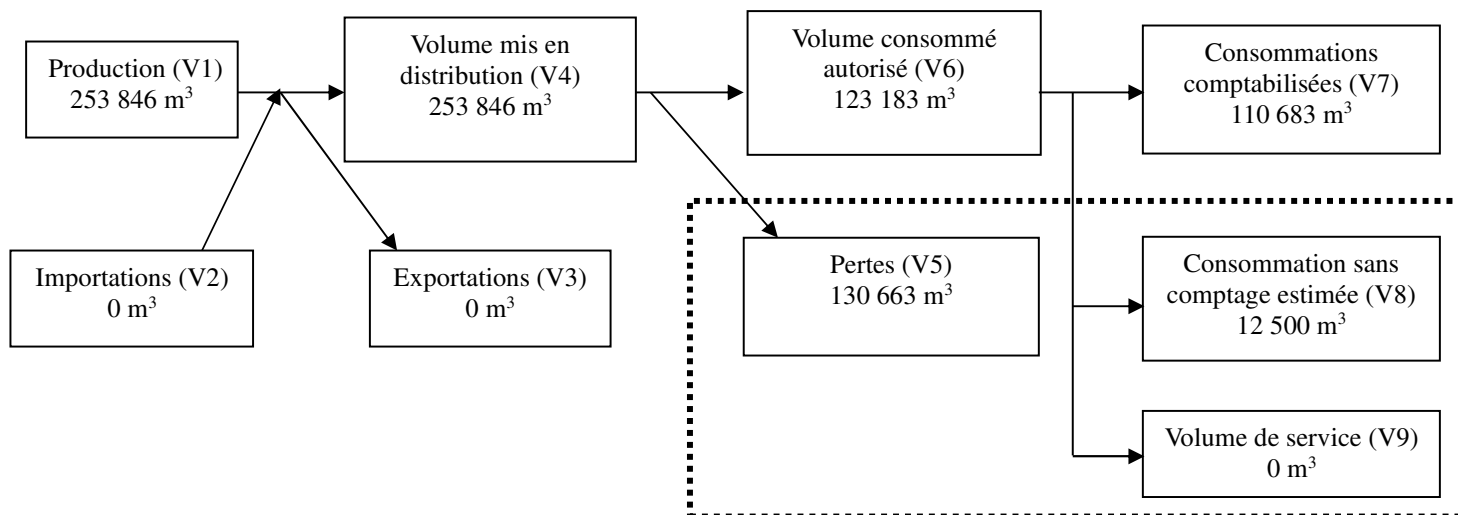 Production (V1)
253 846 m³
Volume mis en
distribution (V4)
253 846 m³
Volume consommé
autorisé (V6)
123 183 m³
Consommations
comptabilisées (V7)
110 683 m³
Importations (V2)
0 m³
Exportations (V3)
0 m³
Pertes (V5)
130 663 m³
Consommation sans
comptage estimée (V8)
12 500 m³
Volume de service (V9)
0 m³